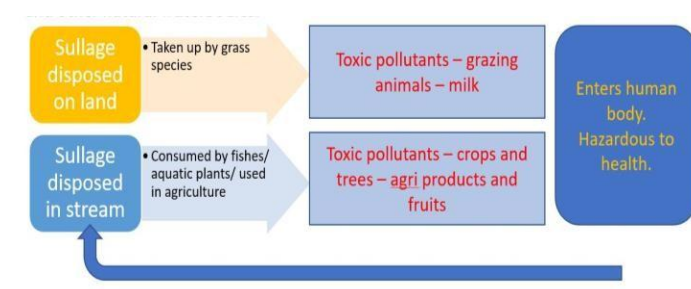 Sullage
disposed
on land
• Taken up by grass
species
Toxic pollutants – grazing
animals – milk
Sullage
disposed
in stream
• Consumed by fishes/
aquatic plants/ used
in agriculture
Toxic pollutants – crops and
trees – agri products and
fruits
Enters human
body.
Hazardous to
health.